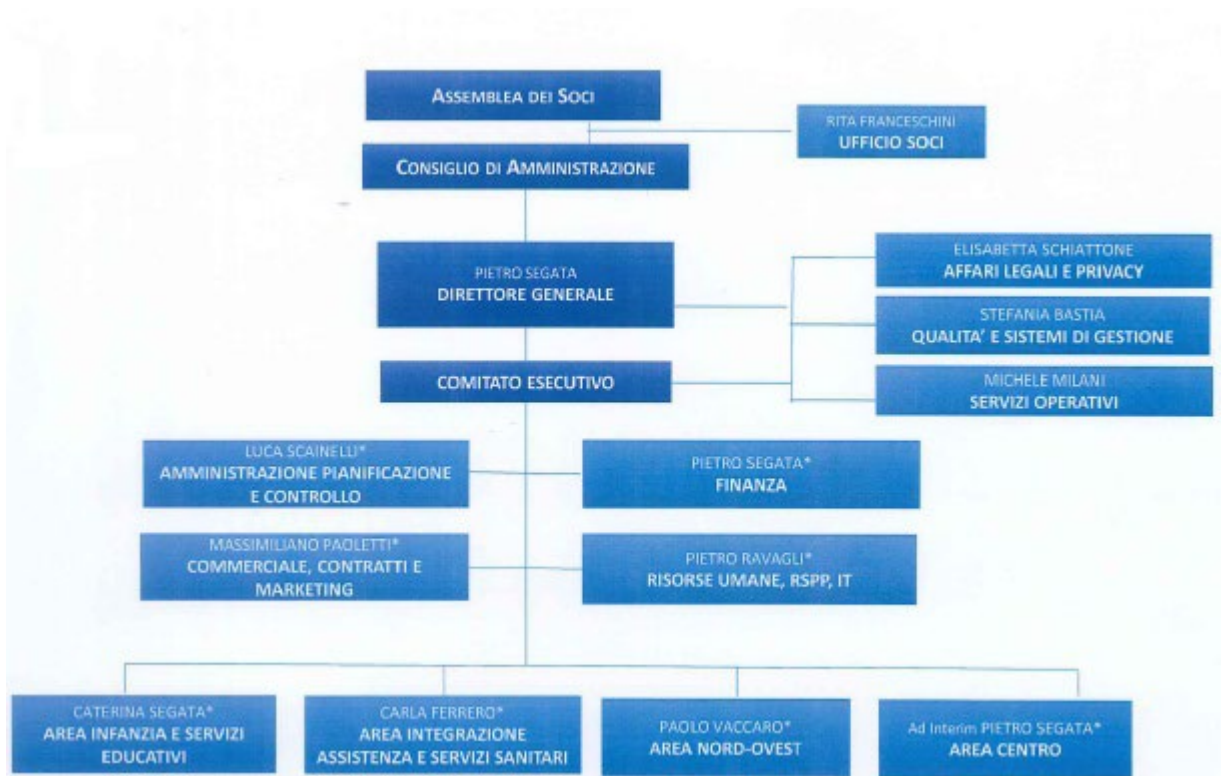 ASSEMBLEA DEI SOCI
RITA FRANCESCHINI
UFFICIO SOCI
CONSIGLIO DI AMMINISTRAZIONE
PIETRO SEGATA
DIRETTORE GENERALE
ELISABETTA SCHIATTONE
AFFARI LEGALI E PRIVACY
STEFANIA BASTIA
QUALITA’ E SISTEMI DI GESTIONE
COMITATO ESECUTIVO
MICHELE MILANI
SERVIZI OPERATIVI
LUCA SCAINELLI*
AMMINISTRAZIONE PIANIFICAZIONE
E CONTROLLO
PIETRO SEGATA*
FINANZA
MASSIMILIANO PAOLETTI*
COMMERCIALE, CONTRATTI E
MARKETING
PIETRO RAVAGLI*
RISORSE UMANE, RSPP, IT
CATERINA SEGATA*
AREA INFANZIA E SERVIZI
EDUCATIVI
CARLA FERRERO*
AREA INTEGRAZIONE
ASSISTENZA E SERVIZI SANITARI
PAOLO VACCARO*
AREA NORD-OVEST
Ad Interim PIETRO SEGATA*
AREA CENTRO